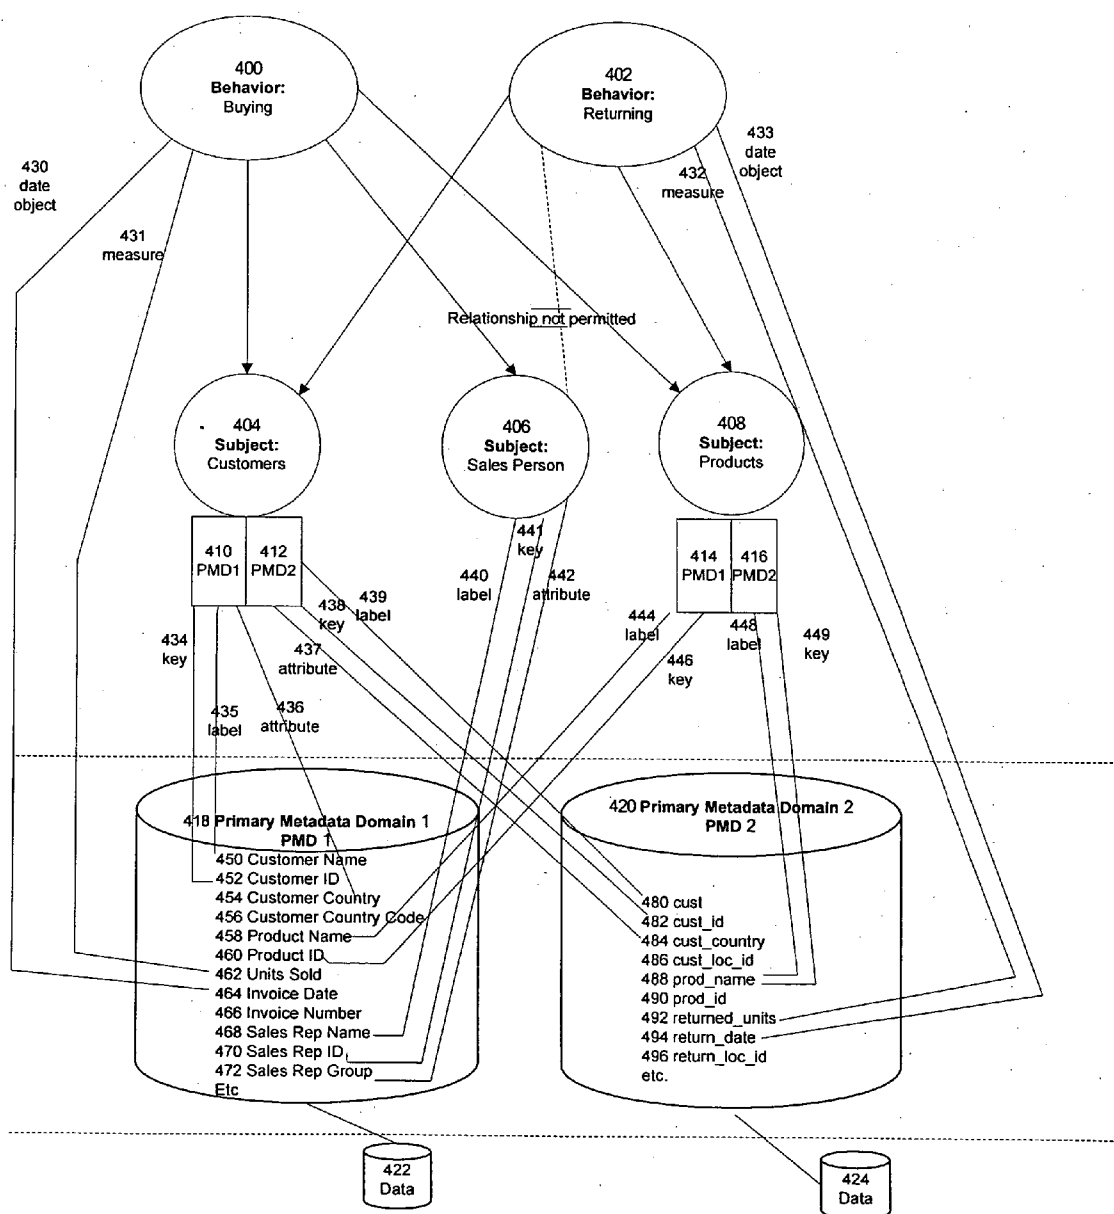 400
Behavior:
Buying
402
Behavior:
Returning
430
date
object
431
measure
432
measure
433
date
object
Relationship not permitted
404
Subject:
Customers
406
Subject:
Sales Person
408
Subject:
Products
410
PMD1
412
PMD2
414
PMD1
416
PMD2
434
key
435
label
436
attribute
437
attribute
438
key
439
label
440
label
441
key
442
attribute
444
label
446
key
448
label
449
key
418 Primary Metadata Domain 1
PMD 1
450 Customer Name
452 Customer ID
454 Customer Country
456 Customer Country Code
458 Product Name
460 Product ID
462 Units Sold
464 Invoice Date
466 Invoice Number
468 Sales Rep Name
470 Sales Rep ID
472 Sales Rep Group
Etc
420 Primary Metadata Domain 2
PMD 2
480 cust
482 cust_id
484 cust_country
486 cust_loc_id
488 prod_name
490 prod_id
492 returned_units
494 return_date
496 return_loc_id
etc.
422
Data
424
Data